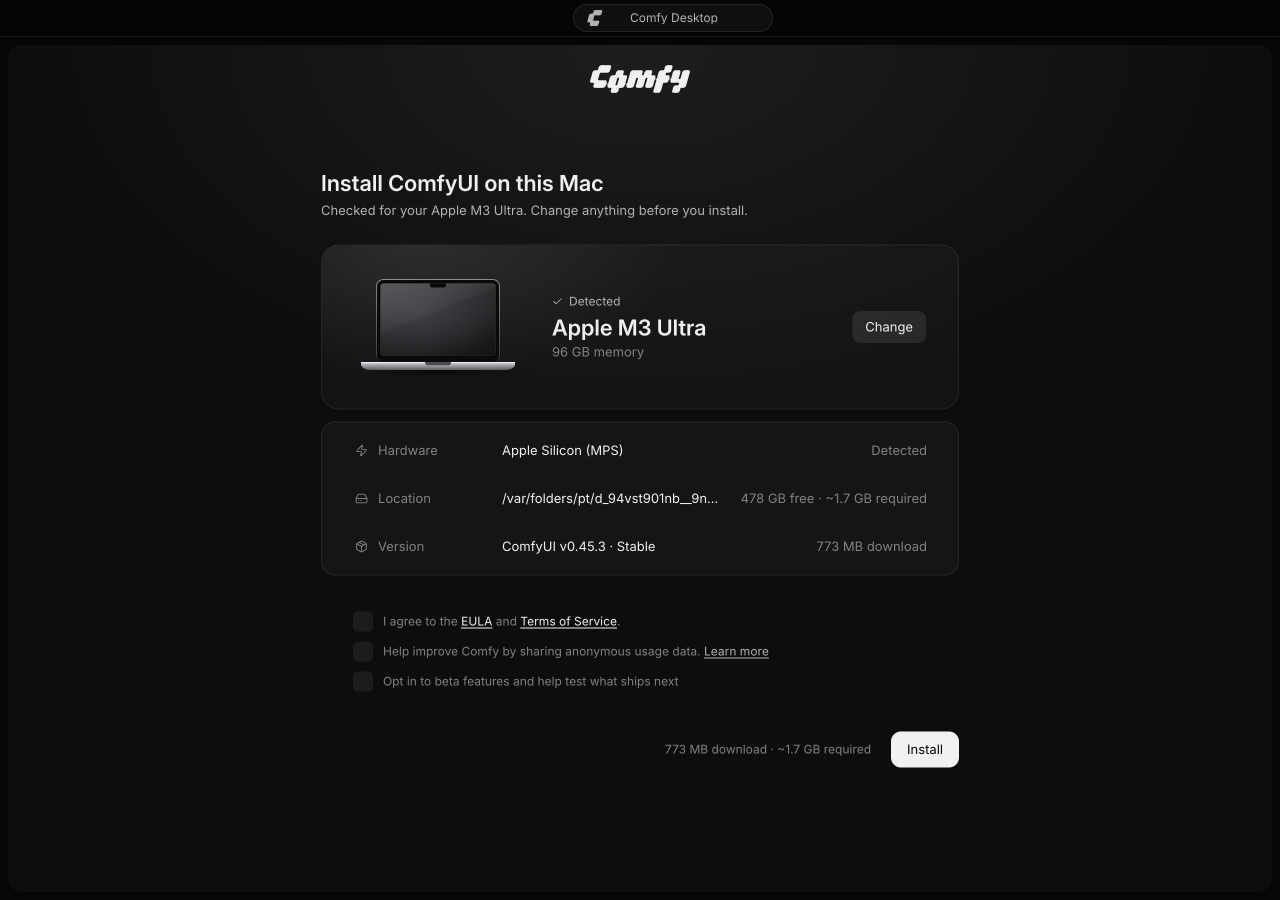 Comfy Desktop
Comfy
Install ComfyUI on this Mac
Checked for your Apple M3 Ultra. Change anything before you install.
Detected
Apple M3 Ultra
96 GB memory
Change
Hardware Apple Silicon (MPS) Detected
Location /var/folders/pt/d_94vst901nb__9n... 478 GB free · ~1.7 GB required
Version ComfyUI v0.45.3 · Stable 773 MB download
I agree to the EULA and Terms of Service.
Help improve Comfy by sharing anonymous usage data. Learn more
Opt in to beta features and help test what ships next
773 MB download · ~1.7 GB required Install